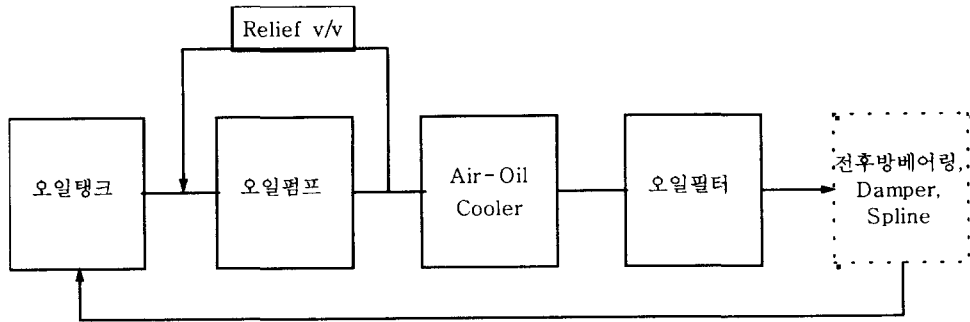 Relief v/v
오일탱크
오일펌프
Air-Oil
Cooler
오일필터
전후방베어링,
Damper,
Spline